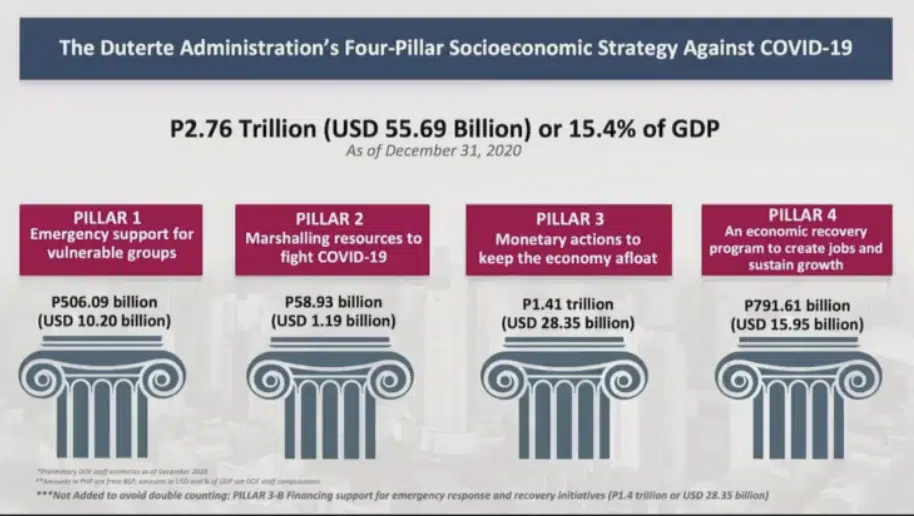 The Duterte Administration's Four-Pillar Socioeconomic Strategy Against COVID-19
P2.76 Trillion (USD 55.69 Billion) or 15.4% of GDP
As of December 31, 2020
PILLAR 1
Emergency support for
vulnerable groups
P506.09 billion
(USD 10.20 billion)
PILLAR 2
Marshalling resources to
fight COVID-19
P58.93 billion
(USD 1.19 billion)
PILLAR 3
Monetary actions to
keep the economy afloat
P1.41 trillion
(USD 28.35 billion)
PILLAR 4
An economic recovery
program to create jobs and
sustain growth
P791.61 billion
(USD 15.95 billion)
*Preliminary DOF staff estimates as of December 2020
**Amounts in PHP are from BSP; amounts in USD and % of GDP are DOF staff computations
***Not Added to avoid double counting: PILLAR 3-B Financing support for emergency response and recovery initiatives (P1.4 trillion or USD 28.35 billion)